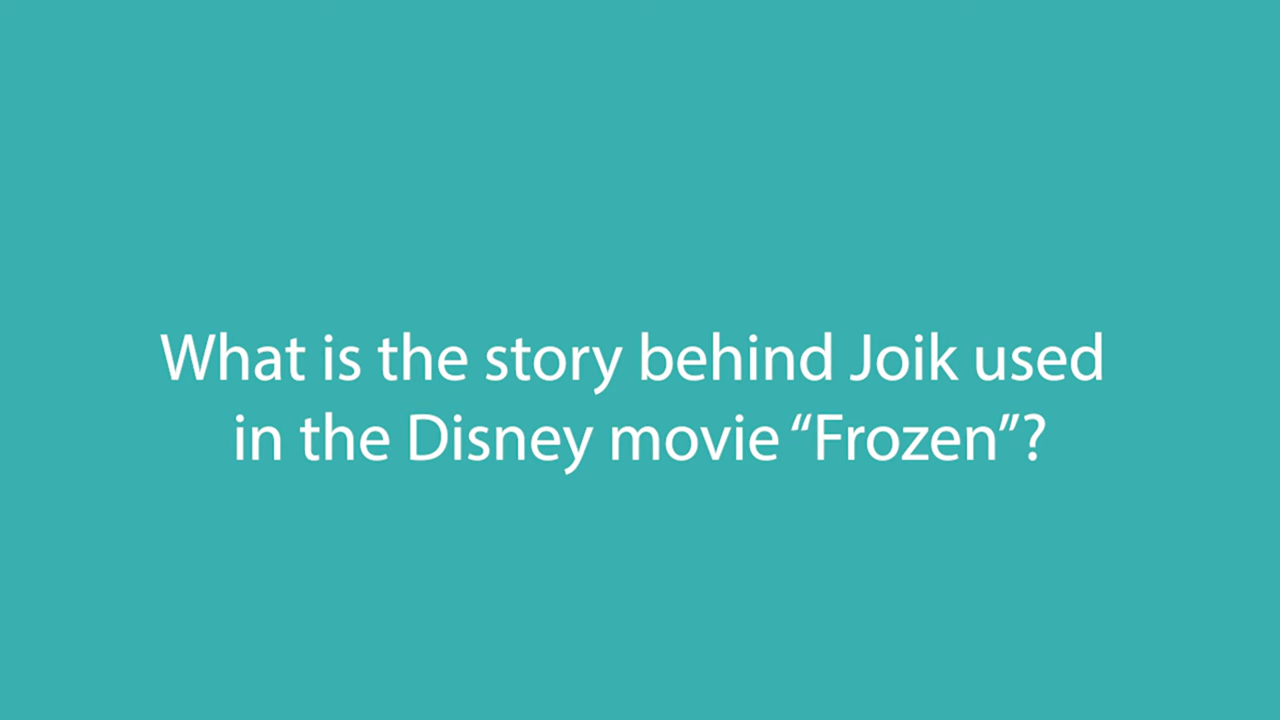 What is the story behind Joik used
in the Disney movie “Frozen”?